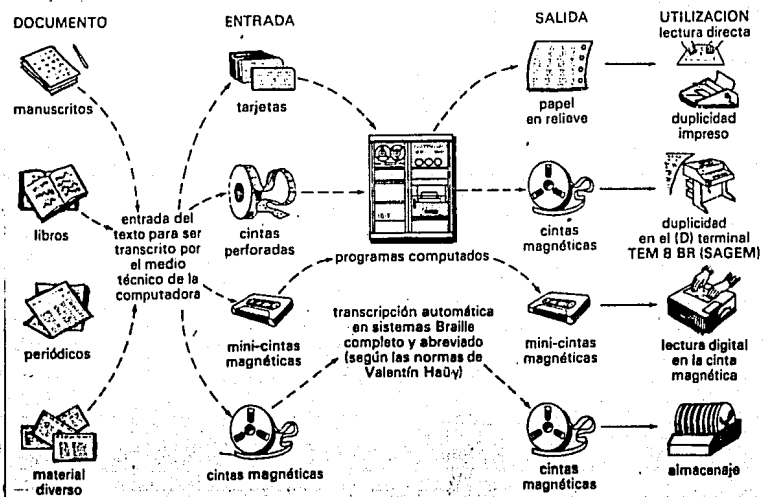 DOCUMENTO
manuscritos
libros
periódicos
material
diverso
entrada del
texto para ser
transcrito por
el medio
técnico de la
computadora
ENTRADA
tarjetas
cintas
perforadas
mini-cintas
magnéticas
cintas magnéticas
programas computados
transcripción automática
en sistemas Braille
completo y abreviado
(según las normas de
Valentín Haüy)
SALIDA
papel
en relieve
cintas
magnéticas
mini-cintas
magnéticas
cintas
magnéticas
UTILIZACION
lectura directa
duplicidad
impreso
duplicidad
en el (D) terminal
TEM 8 BR (SAGEM)
lectura digital
en la cinta
magnética
almacenaje